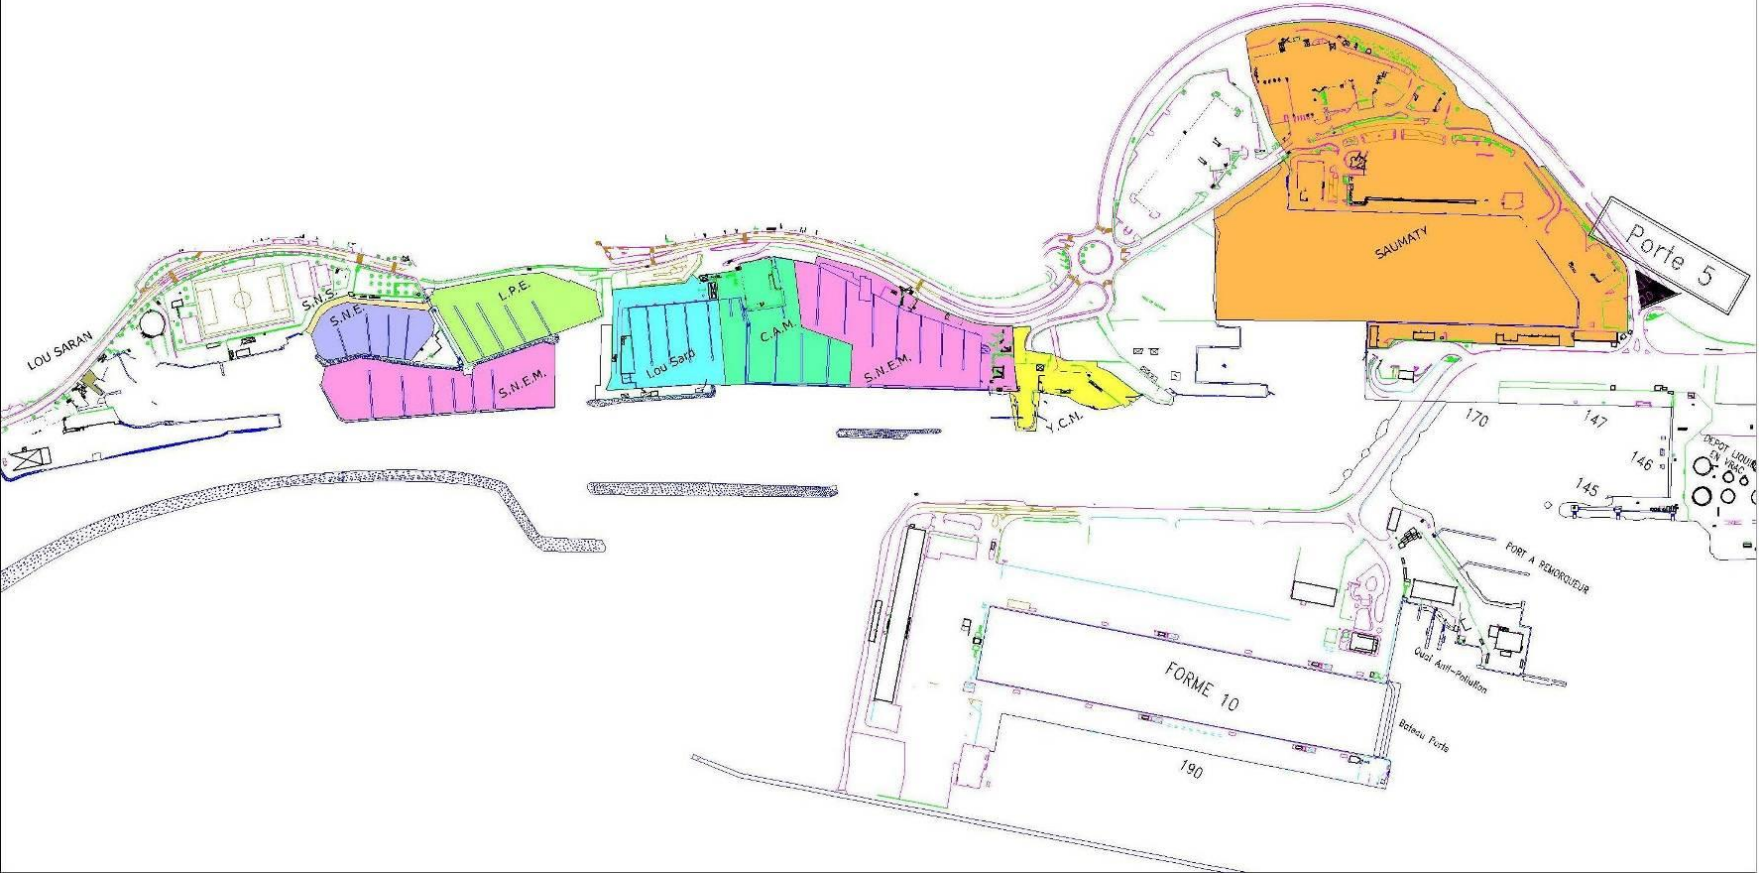 LOU SARAN
S.N.S.
S.N.E.
L.P.E.
S.N.E.M.
Lou Sard
C.A.M.
S.N.E.M.
Y.C.M.
SAUMATY
Porte 5
170
147
146
145
DEPOT LIQUIDE
EN VRAC
PORT A REMORQUEUR
Quai Anti-Pollution
Bateau Porte
FORME 10
190